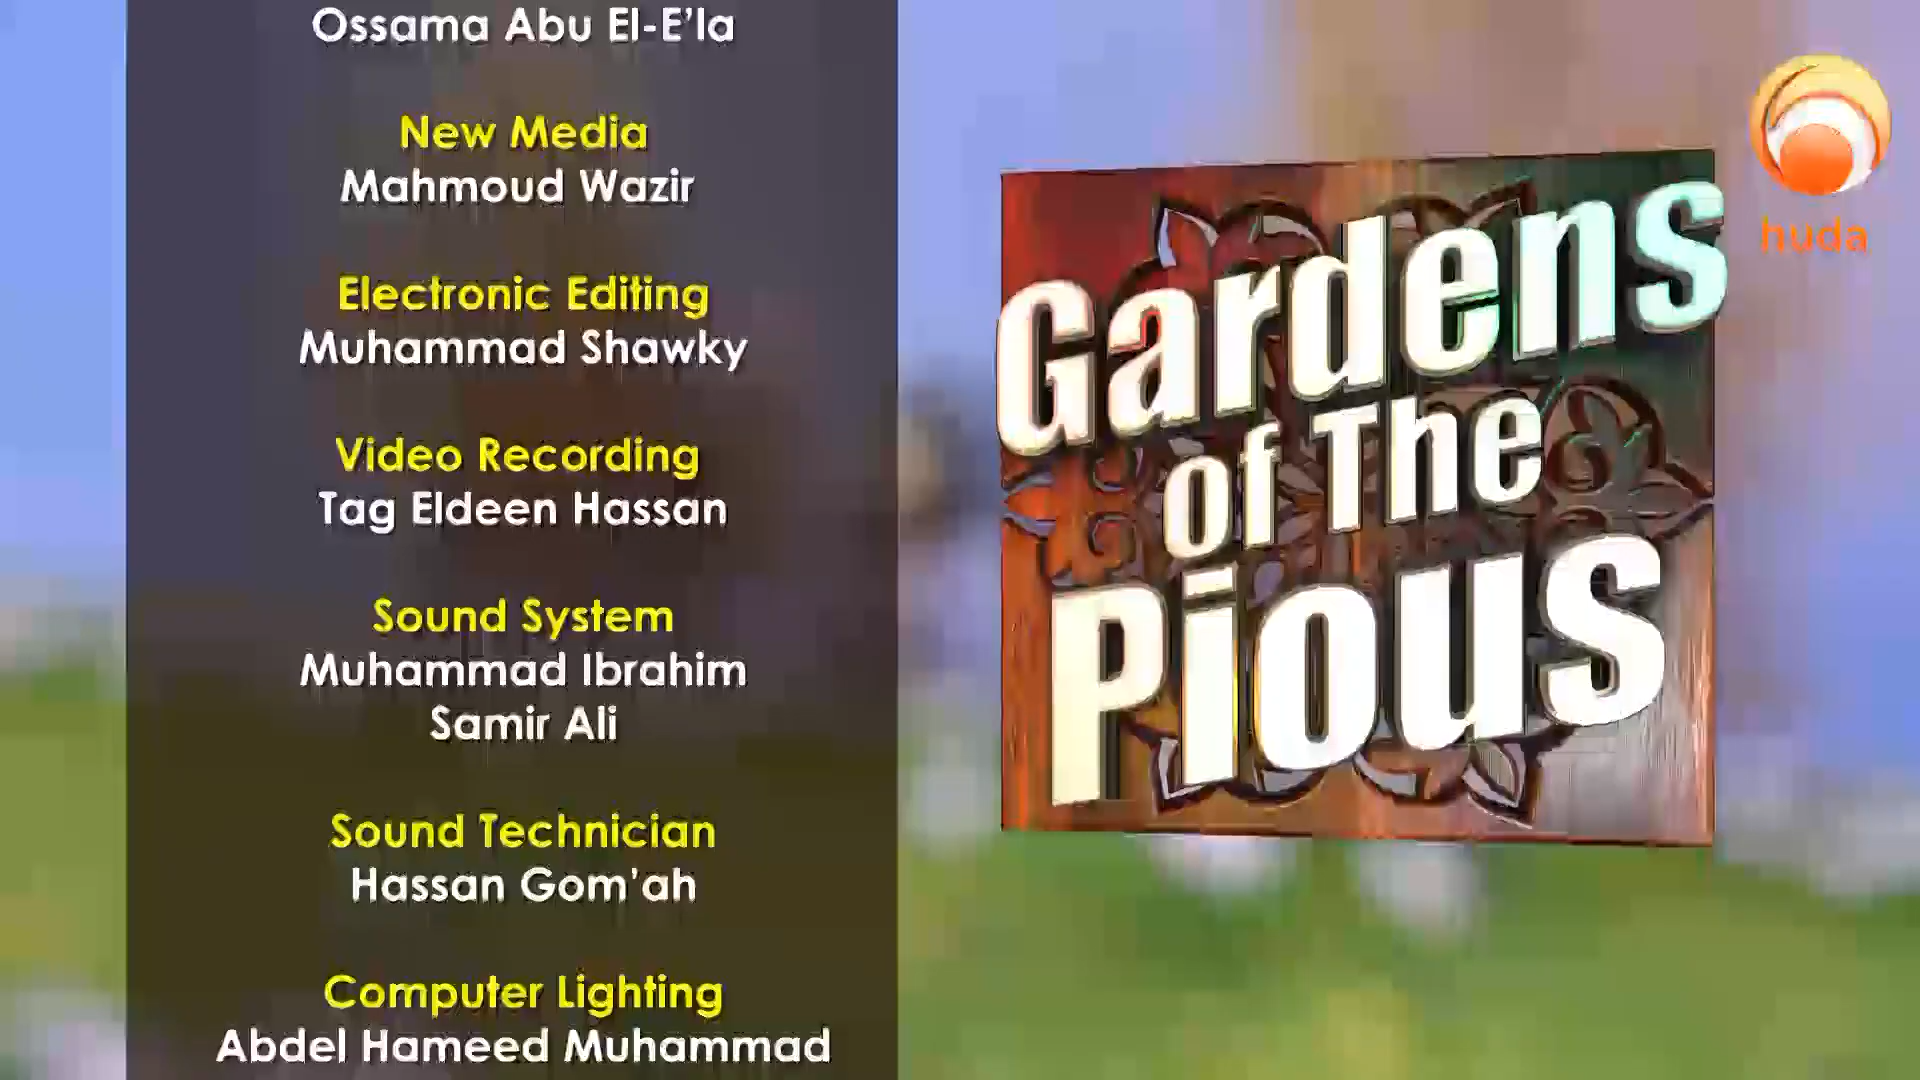 Ossama Abu El-E'la
New Media
Mahmoud Wazir
Electronic Editing
Muhammad Shawky
Video Recording
Tag Eldeen Hassan
Sound System
Muhammad Ibrahim
Samir Ali
Sound Technician
Hassan Gom'ah
Computer Lighting
Abdel Hameed Muhammad
Gardens
of The
Pious
huda